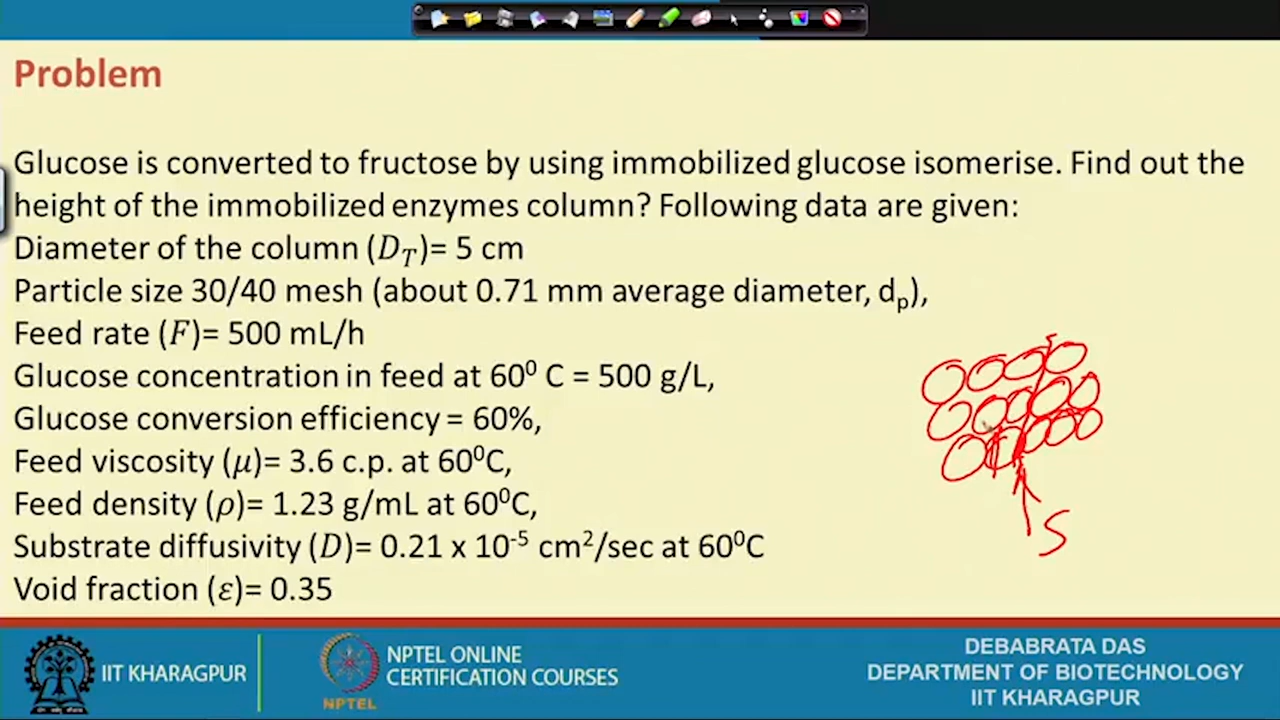 Problem
Glucose is converted to fructose by using immobilized glucose isomerise. Find out the
height of the immobilized enzymes column? Following data are given:
Diameter of the column (D_T)= 5 cm
Particle size 30/40 mesh (about 0.71 mm average diameter, d_p),
Feed rate (F)= 500 mL/h
Glucose concentration in feed at 60⁰ C = 500 g/L,
Glucose conversion efficiency = 60%,
Feed viscosity (μ)= 3.6 c.p. at 60⁰C,
Feed density (ρ)= 1.23 g/mL at 60⁰C,
Substrate diffusivity (D)= 0.21 x 10⁻⁵ cm²/sec at 60⁰C
Void fraction (ε)= 0.35
S
IIT KHARAGPUR
NPTEL
NPTEL ONLINE
CERTIFICATION COURSES
DEBABRATA DAS
DEPARTMENT OF BIOTECHNOLOGY
IIT KHARAGPUR